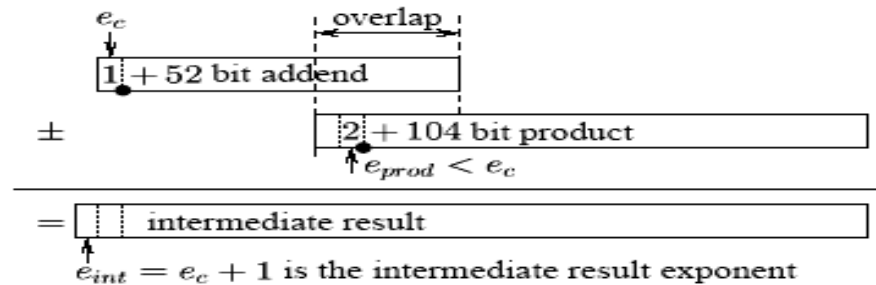 e_c overlap
1 + 52 bit addend
± 2 + 104 bit product
e_prod < e_c
= intermediate result
e_int = e_c + 1 is the intermediate result exponent